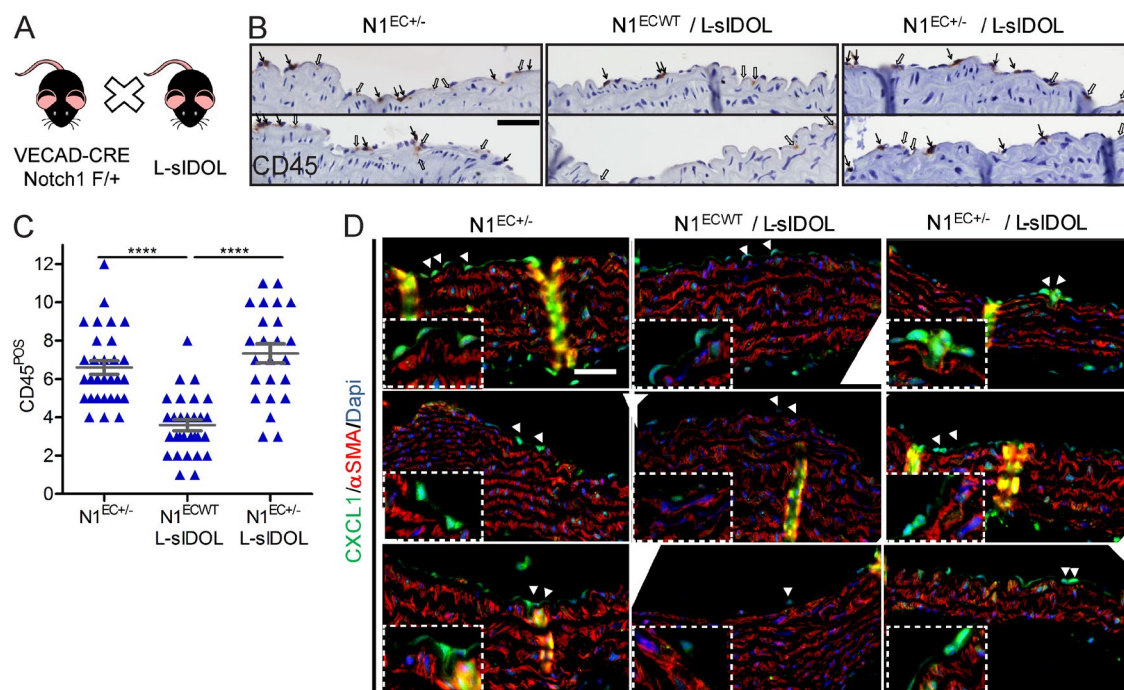 A
VECAD-CRE
Notch1 F/+
L-sIDOL
B
N1EC+/-
N1ECWT / L-sIDOL
N1EC+/- / L-sIDOL
CD45
C
**** ****
12
10
8
6
4
2
0
CD45POS
N1EC+/-
N1ECWT
L-sIDOL
N1EC+/-
L-sIDOL
D
N1EC+/-
N1ECWT / L-sIDOL
N1EC+/- / L-sIDOL
CXCL1/αSMA/Dapi